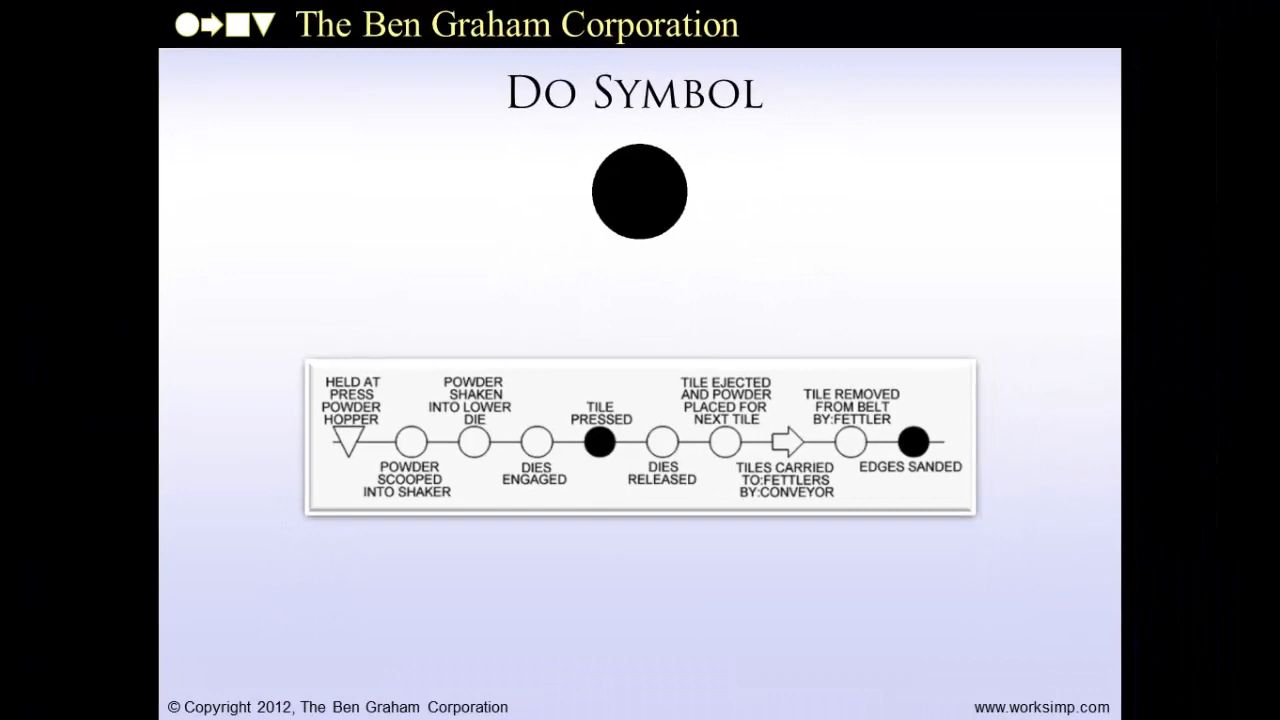 The Ben Graham Corporation
DO SYMBOL
HELD AT
PRESS
POWDER
HOPPER
POWDER
SCOOPED
INTO SHAKER
POWDER
SHAKEN
INTO LOWER
DIE
DIES
ENGAGED
TILE
PRESSED
DIES
RELEASED
TILE EJECTED
AND POWDER
PLACED FOR
NEXT TILE
TILES CARRIED
TO:FETTLERS
BY:CONVEYOR
TILE REMOVED
FROM BELT
BY:FETTLER
EDGES SANDED
© Copyright 2012, The Ben Graham Corporation
www.worksimp.com